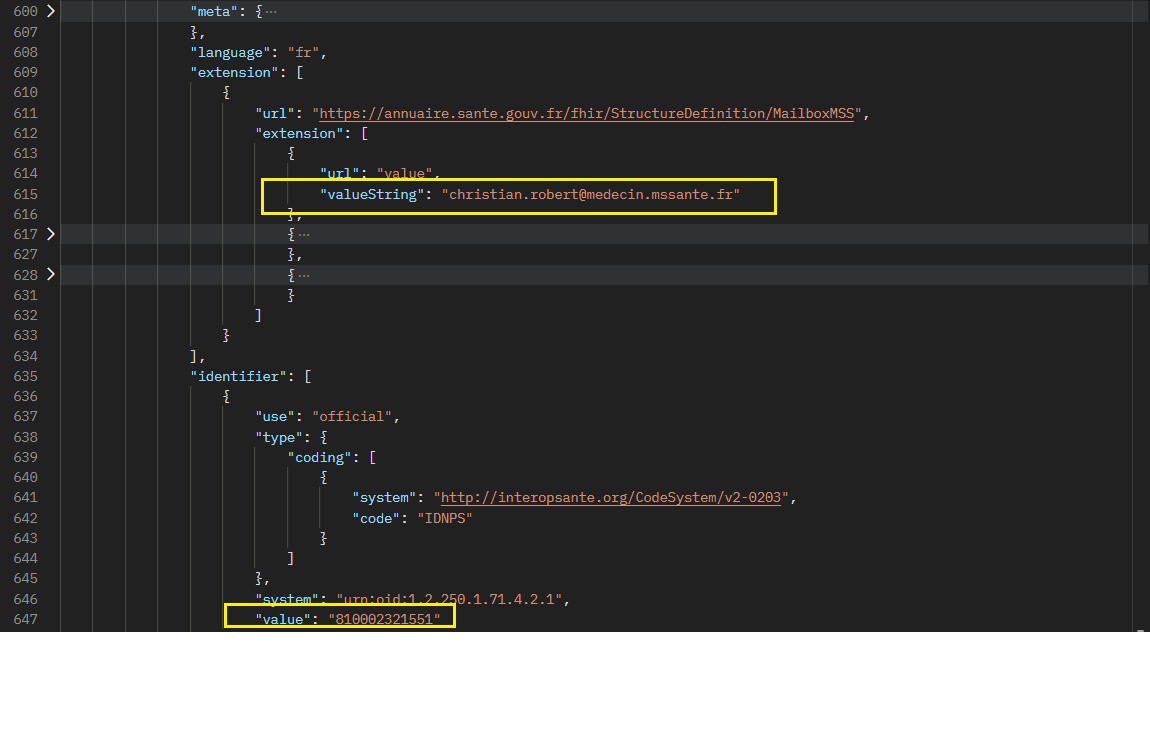 600 "meta": {···
607 },
608 "language": "fr",
609 "extension": [
610 {
611 "url": "https://annuaire.sante.gouv.fr/fhir/StructureDefinition/MailboxMSS",
612 "extension": [
613 {
614 "url": "value",
615 "valueString": "christian.robert@medecin.mssante.fr"
616 },
617 {···
627 },
628 {···
631 }
632 ]
633 }
634 ],
635 "identifier": [
636 {
637 "use": "official",
638 "type": {
639 "coding": [
640 {
641 "system": "http://interopsante.org/CodeSystem/v2-0203",
642 "code": "IDNPS"
643 }
644 ]
645 },
646 "system": "urn:oid:1.2.250.1.71.4.2.1",
647 "value": "810002321551"